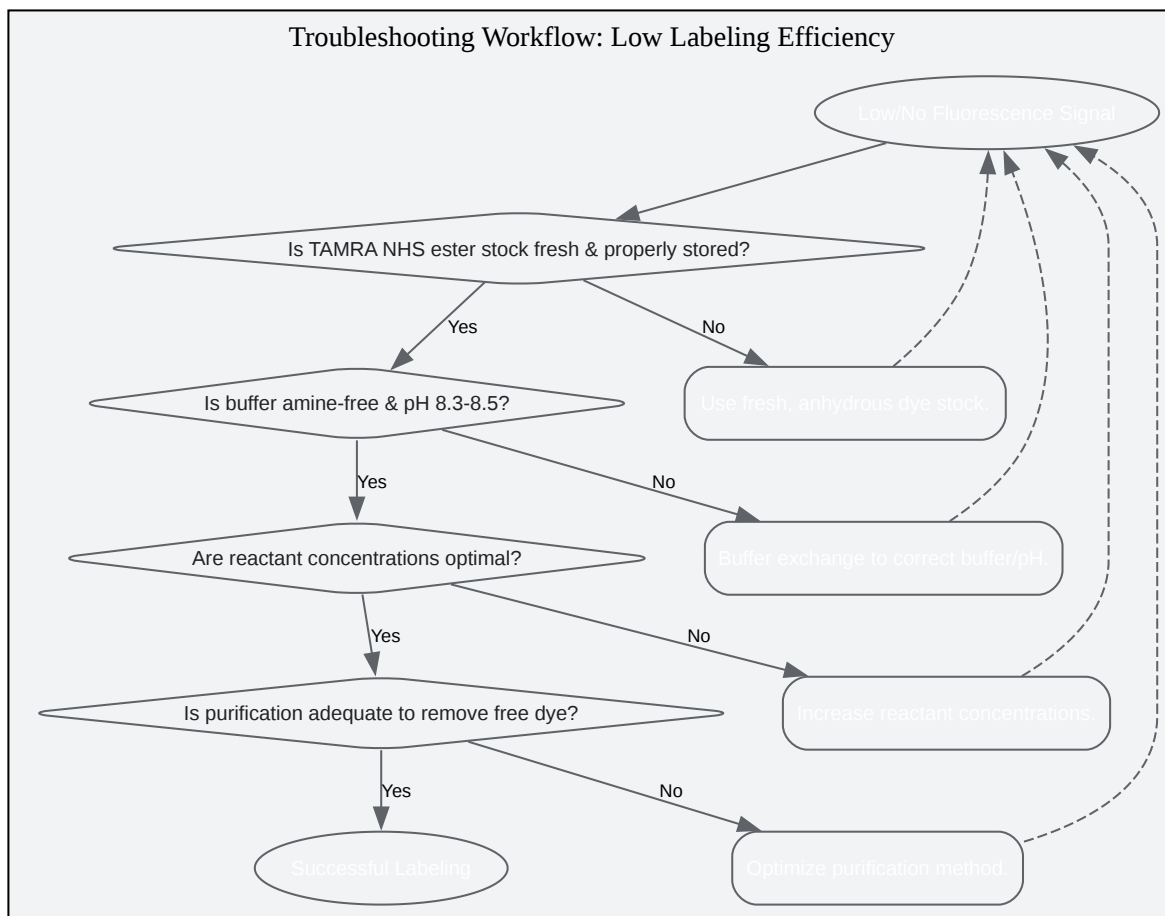 Troubleshooting Workflow: Low Labeling Efficiency
Low/No Fluorescence Signal
Is TAMRA NHS ester stock fresh & properly stored?
Yes
No
Is buffer amine-free & pH 8.3-8.5?
Use fresh, anhydrous dye stock.
Yes
No
Are reactant concentrations optimal?
Buffer exchange to correct buffer/pH.
Yes
No
Is purification adequate to remove free dye?
Increase reactant concentrations.
Yes
No
Successful Labeling
Optimize purification method.